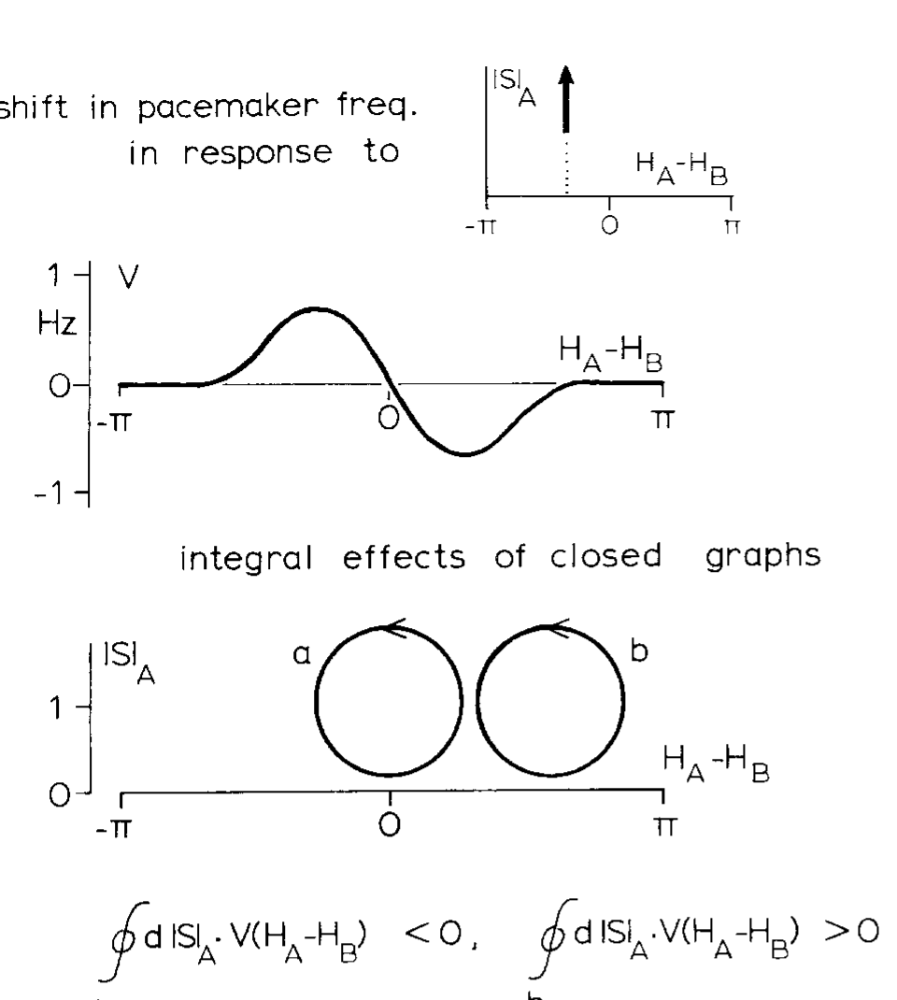 shift in pacemaker freq.
in response to
|S|A
HA-HB
-π 0 π
1 V
Hz
HA-HB
0
-π 0 π
-1
integral effects of closed graphs
|S|A
a b
1
HA-HB
0
-π 0 π
∮d|S|A·V(HA-HB) <0, ∮d|S|A·V(HA-HB) >0